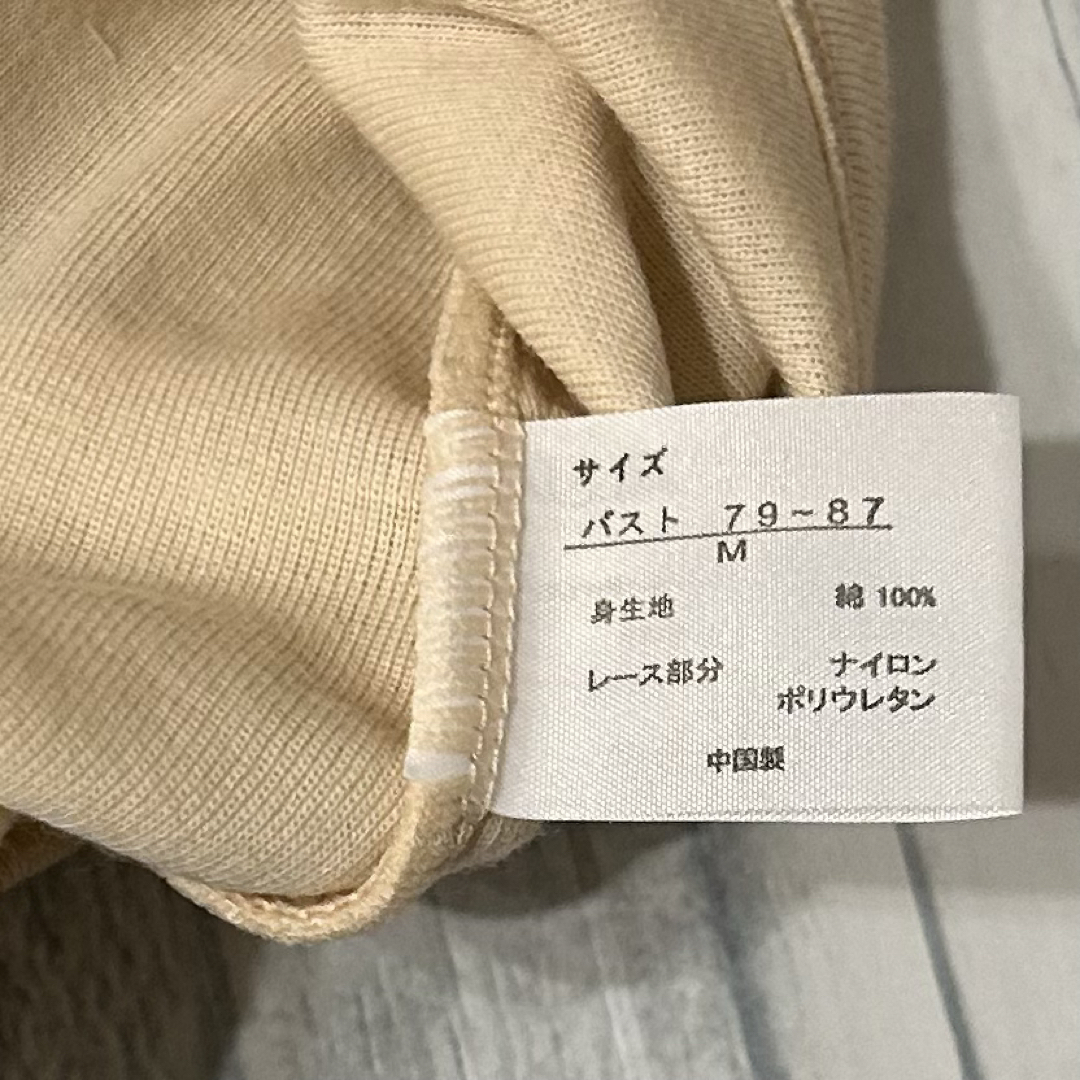 サイズ
バスト 79~87
M
身生地 綿 100%
レース部分 ナイロン
ポリウレタン
中国製